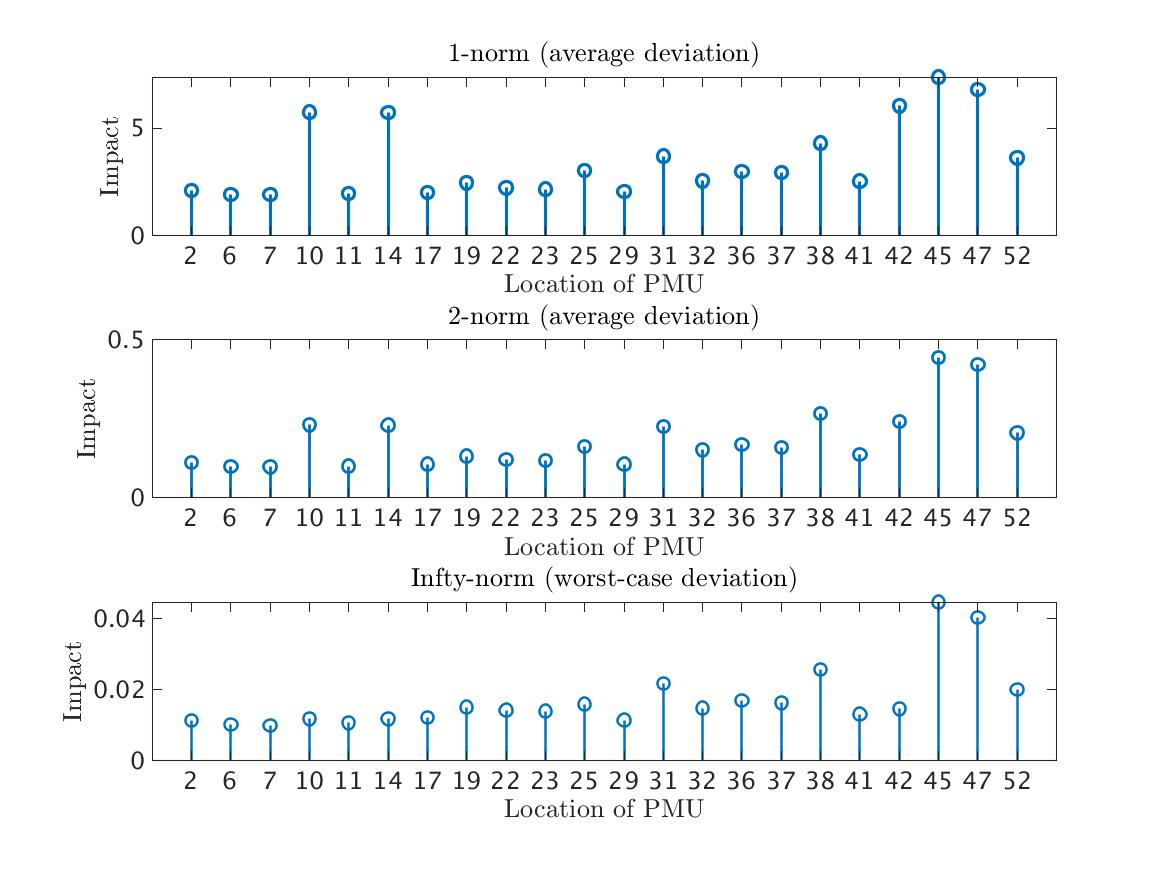 1-norm (average deviation)
Impact
5
0
2 6 7 10 11 14 17 19 22 23 25 29 31 32 36 37 38 41 42 45 47 52
Location of PMU
2-norm (average deviation)
Impact
0.5
0
2 6 7 10 11 14 17 19 22 23 25 29 31 32 36 37 38 41 42 45 47 52
Location of PMU
Infty-norm (worst-case deviation)
Impact
0.04
0.02
0
2 6 7 10 11 14 17 19 22 23 25 29 31 32 36 37 38 41 42 45 47 52
Location of PMU